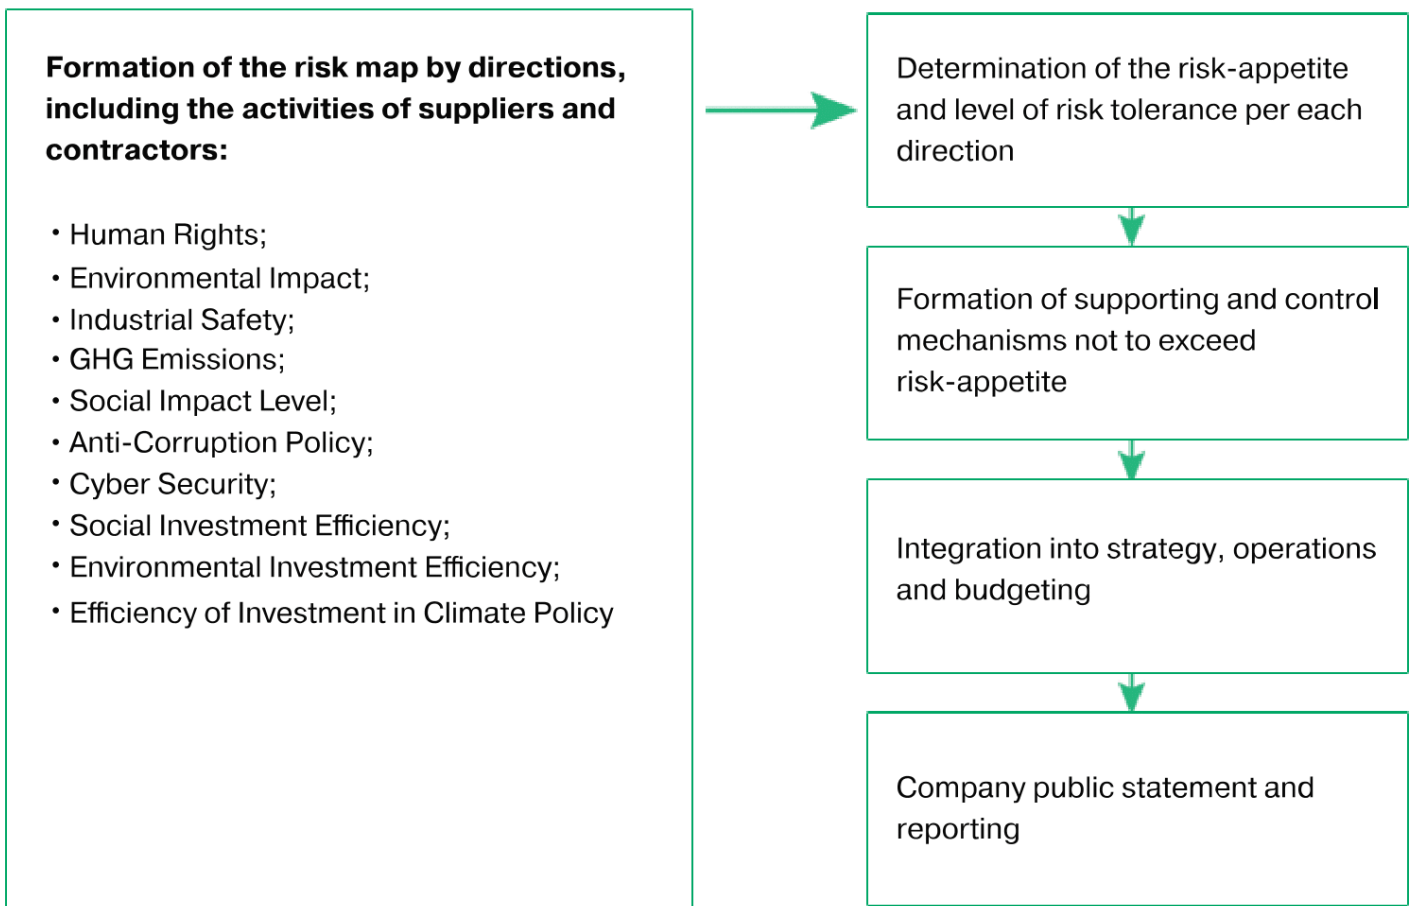 Formation of the risk map by directions,
including the activities of suppliers and
contractors:
• Human Rights;
• Environmental Impact;
• Industrial Safety;
• GHG Emissions;
• Social Impact Level;
• Anti-Corruption Policy;
• Cyber Security;
• Social Investment Efficiency;
• Environmental Investment Efficiency;
• Efficiency of Investment in Climate Policy
Determination of the risk-appetite
and level of risk tolerance per each
direction
Formation of supporting and control
mechanisms not to exceed
risk-appetite
Integration into strategy, operations
and budgeting
Company public statement and
reporting